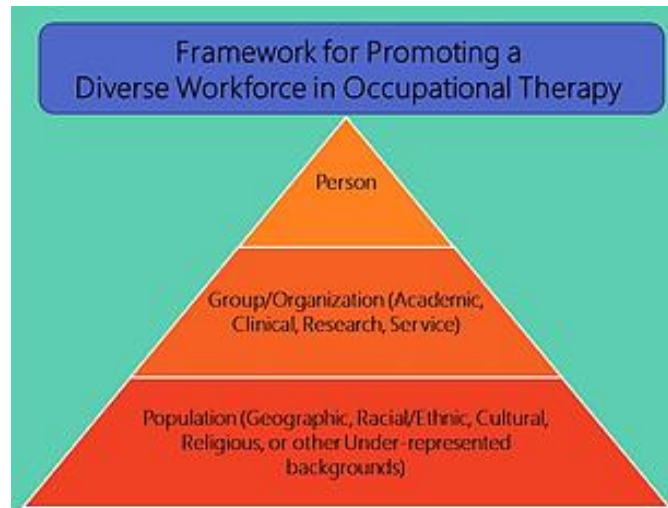 Framework for Promoting a
Diverse Workforce in Occupational Therapy
Person
Group/Organization (Academic,
Clinical, Research, Service)
Population (Geographic, Racial/Ethnic, Cultural,
Religious, or other Under-represented
backgrounds)